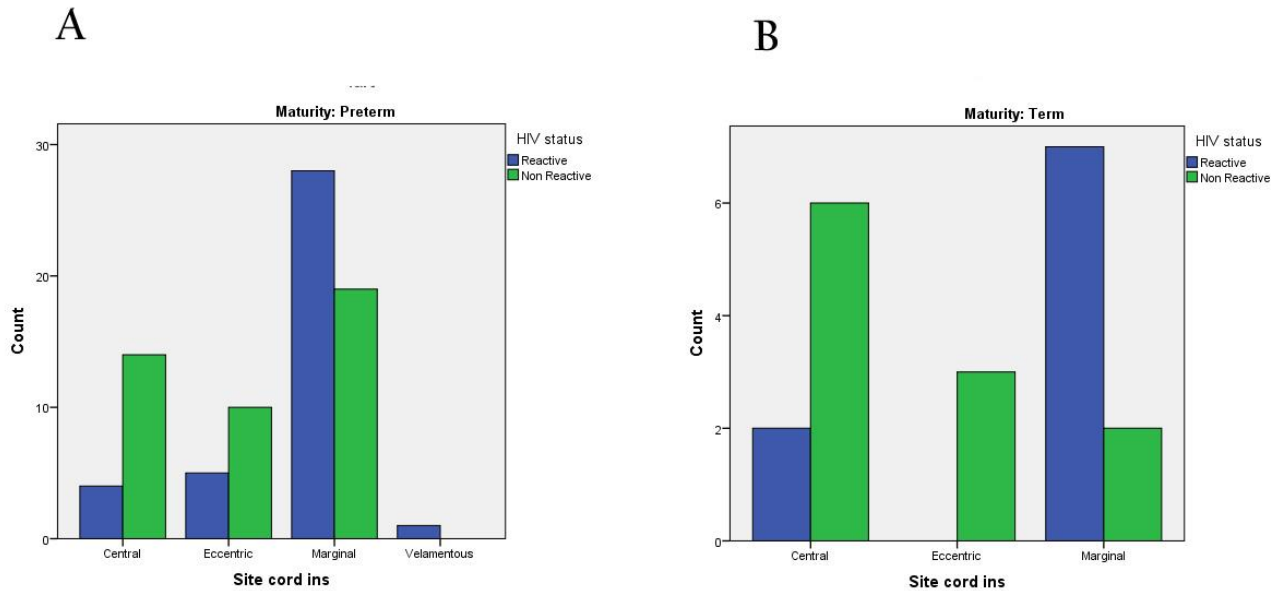 A
Maturity: Preterm
HIV status
Reactive
Non Reactive
30
20
10
0
Count
Central Eccentric Marginal Velamentous
Site cord ins
B
Maturity: Term
HIV status
Reactive
Non Reactive
6
4
2
0
Count
Central Eccentric Marginal
Site cord ins